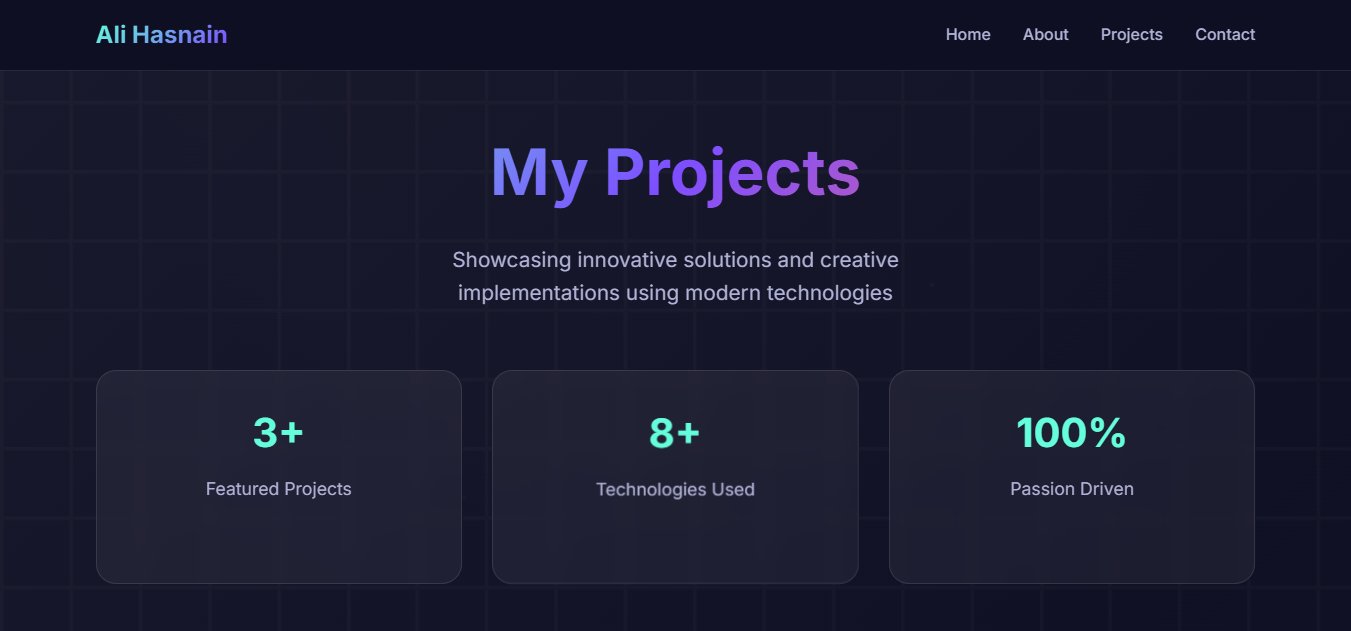 Ali Hasnain
Home About Projects Contact
My Projects
Showcasing innovative solutions and creative
implementations using modern technologies
3+
Featured Projects
8+
Technologies Used
100%
Passion Driven